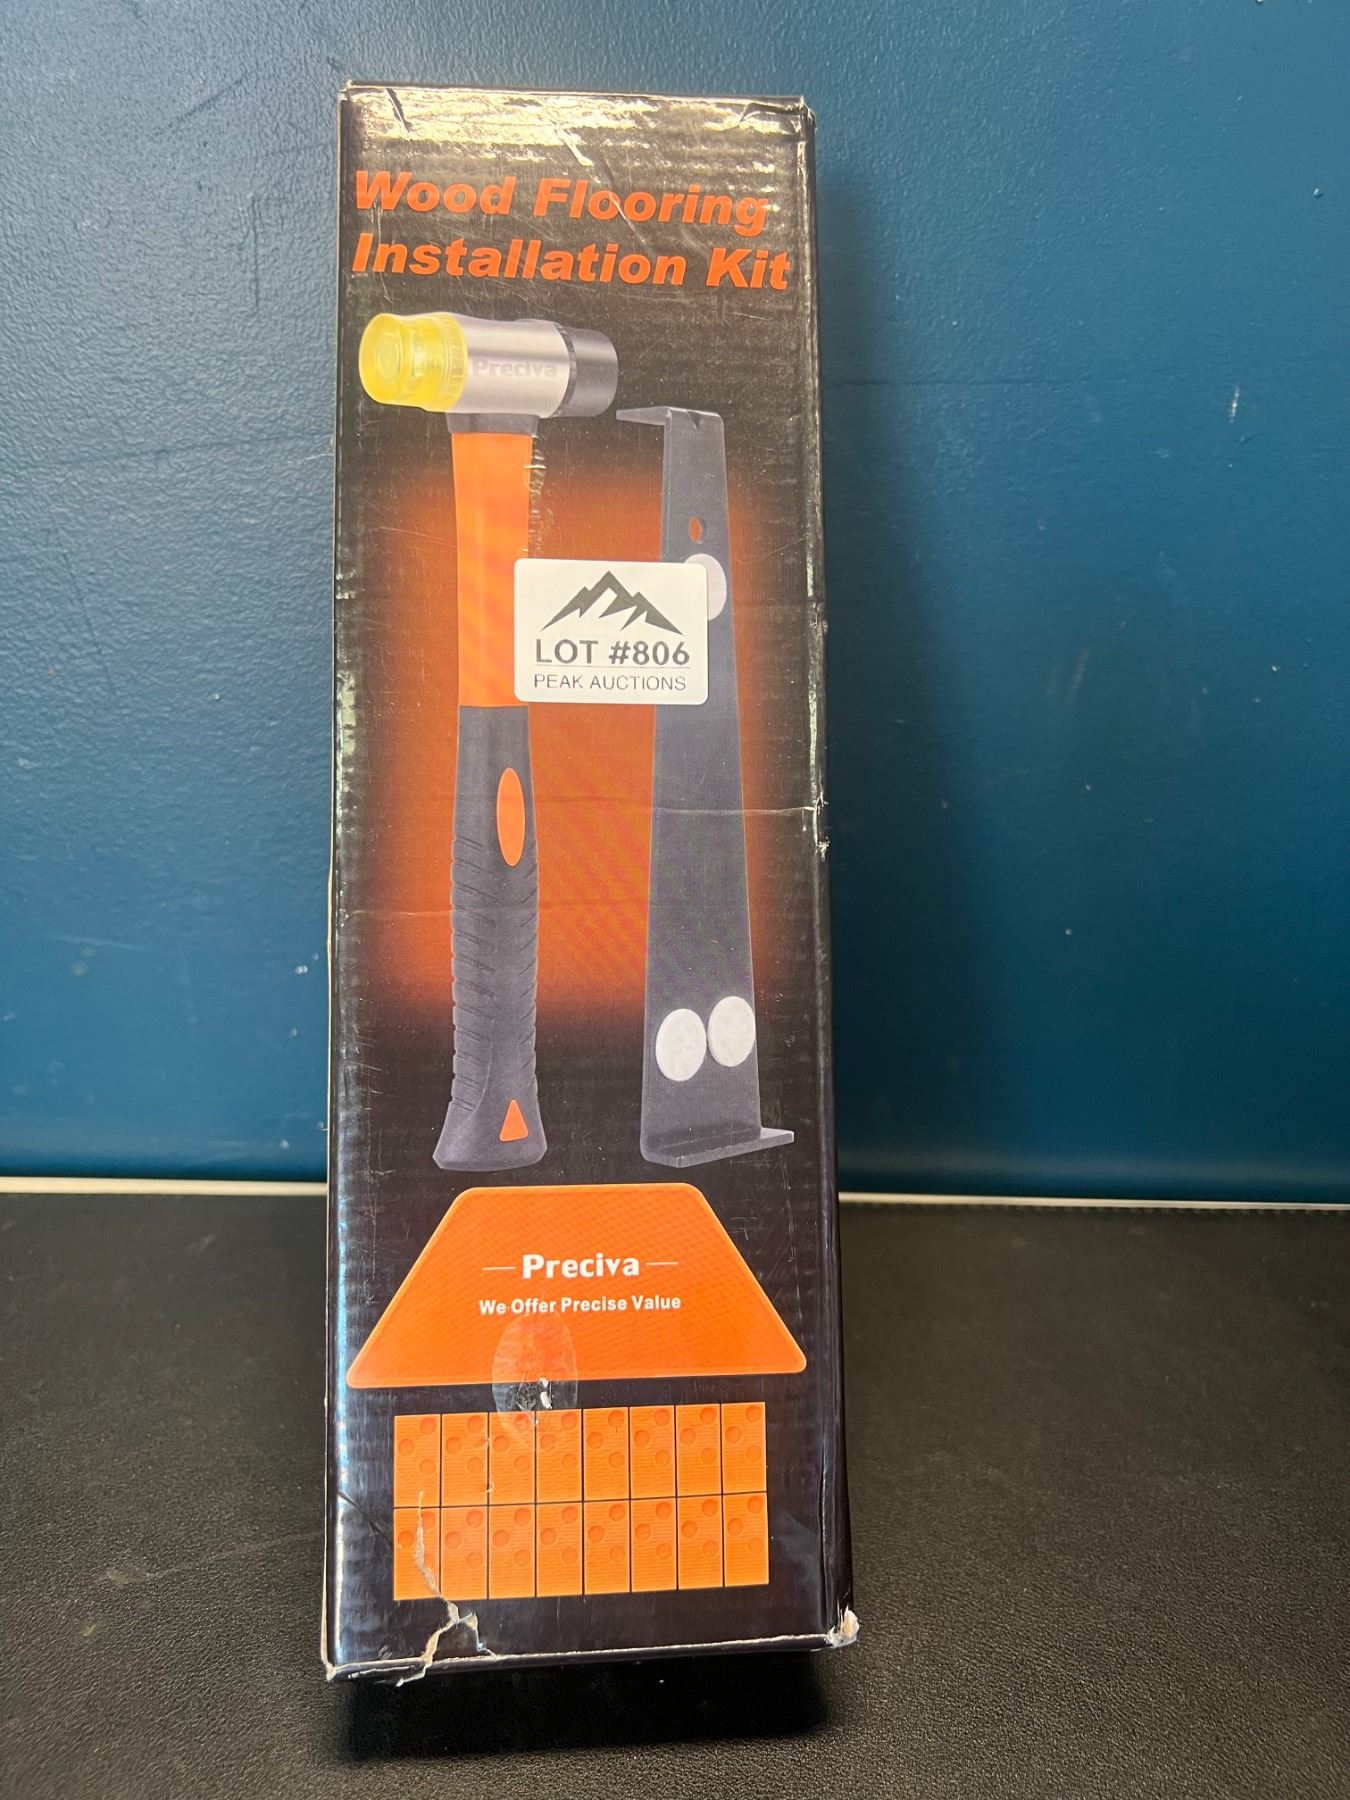 Wood Flooring
Installation Kit
Preciva
LOT #806
PEAK AUCTIONS
Preciva
We Offer Precise Value